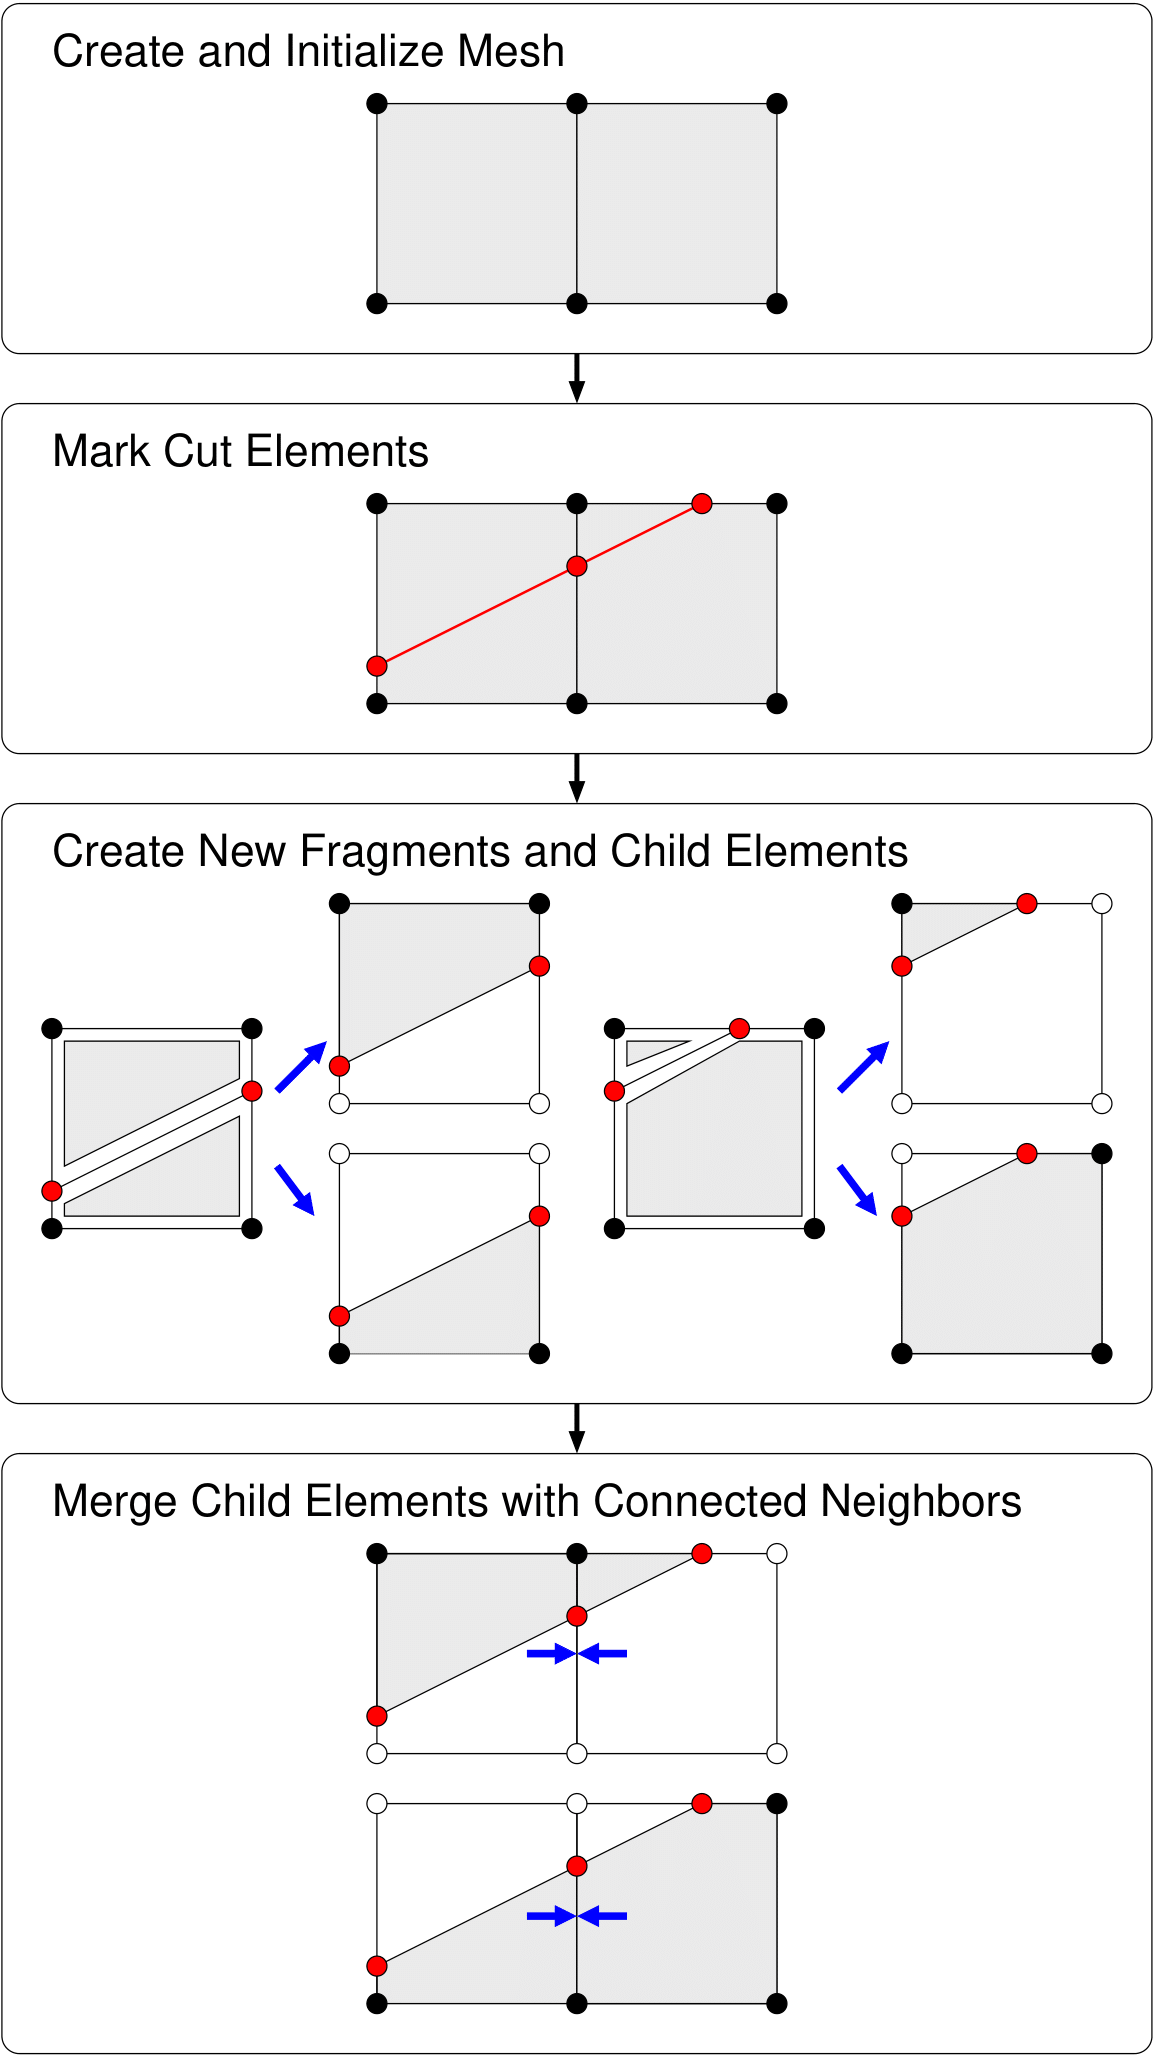 Create and Initialize Mesh
Mark Cut Elements
Create New Fragments and Child Elements
Merge Child Elements with Connected Neighbors